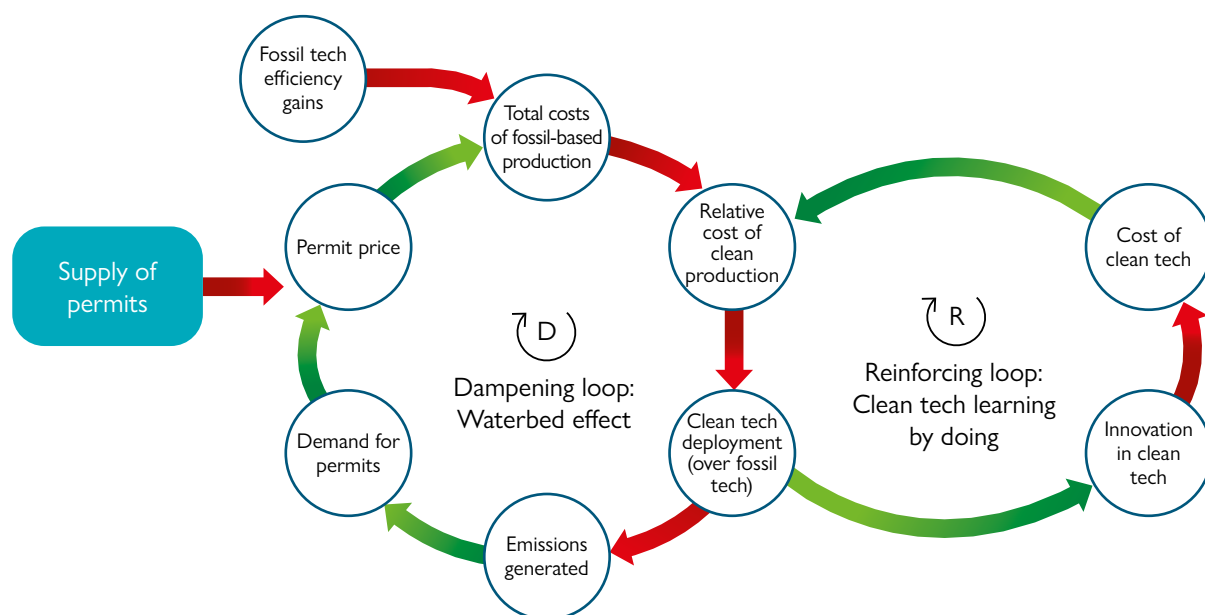 Fossil tech
efficiency
gains
Total costs
of fossil-based
production
Permit price
Relative
cost of
clean
production
Cost of
clean tech
Supply of
permits
D
Dampening loop:
Waterbed effect
R
Reinforcing loop:
Clean tech learning
by doing
Demand for
permits
Clean tech
deployment
(over fossil
tech)
Innovation
in clean
tech
Emissions
generated